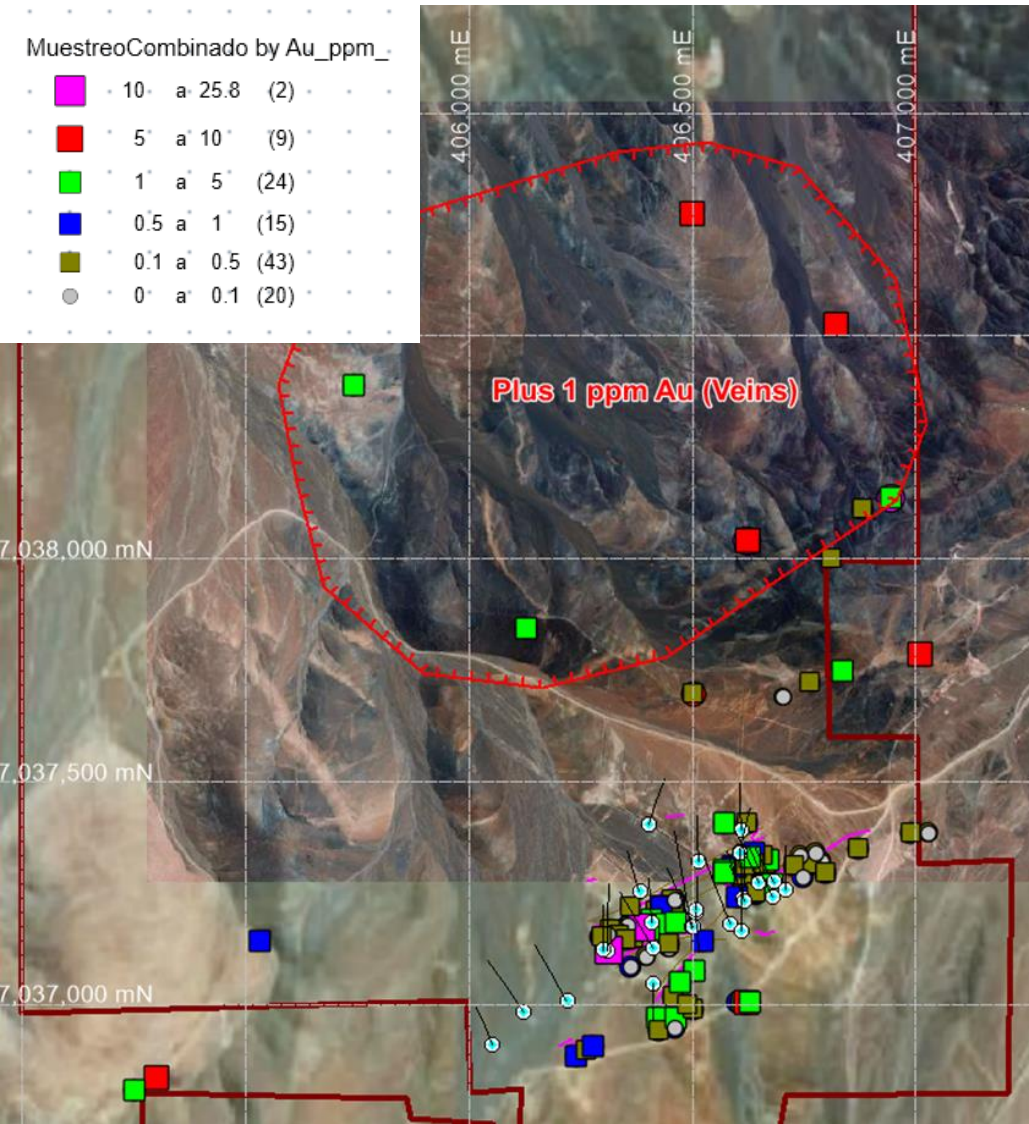 MuestreoCombinado by Au_ppm_
10 a 25.8 (2)
5 a 10 (9)
1 a 5 (24)
0.5 a 1 (15)
0.1 a 0.5 (43)
0 a 0.1 (20)
406,000 mE
406,500 mE
407,000 mE
Plus 1 ppm Au (Veins)
7,038,000 mN
7,037,500 mN
7,037,000 mN